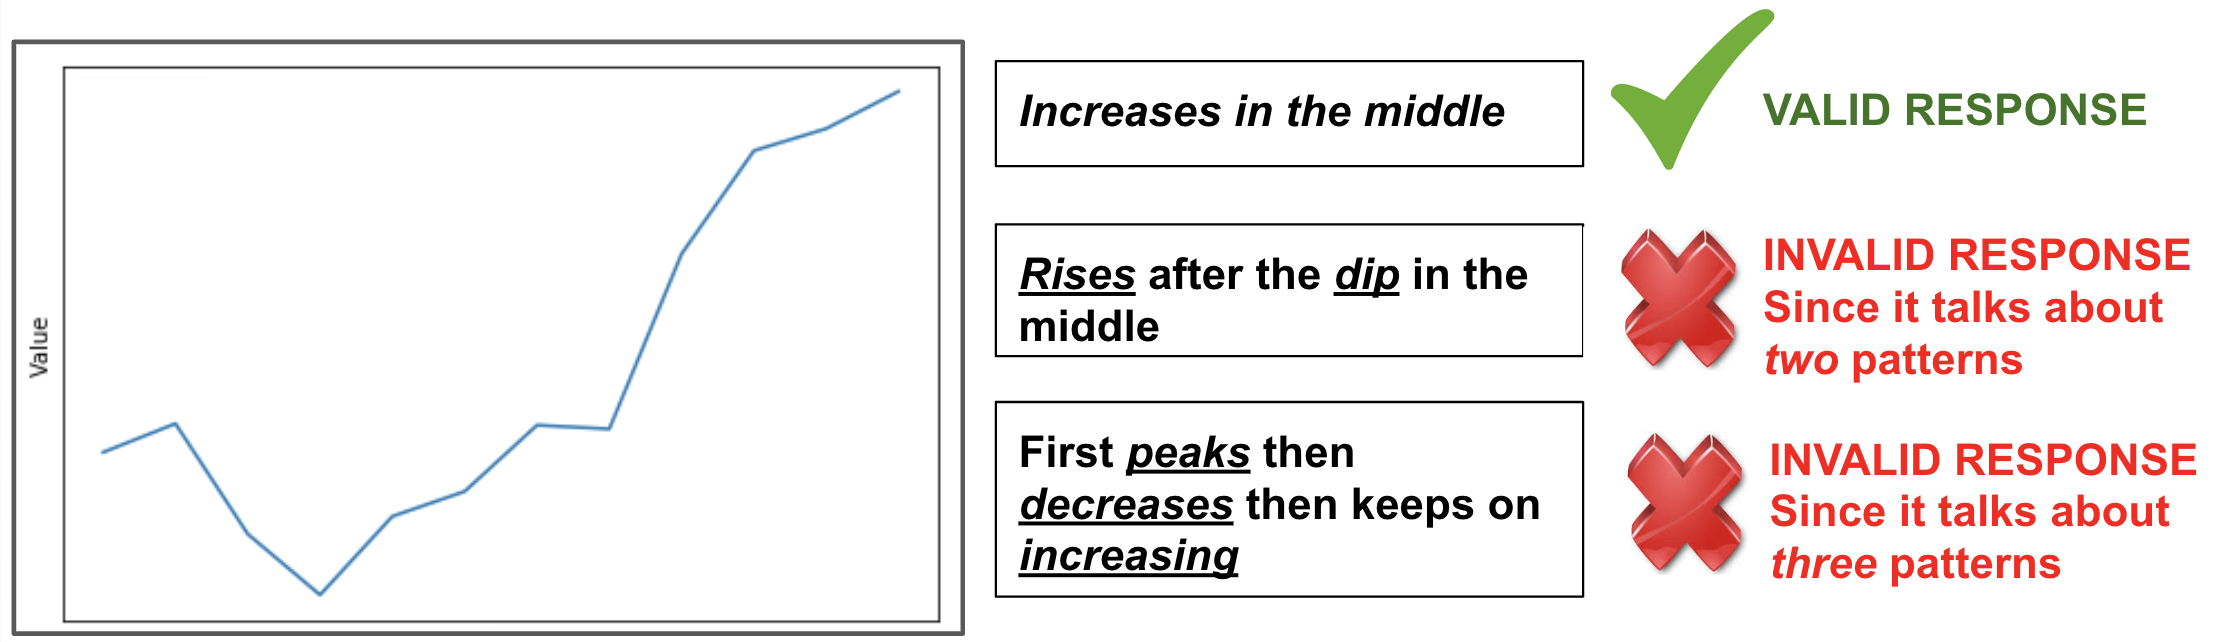 Value
Increases in the middle
VALID RESPONSE
Rises after the dip in the
middle
INVALID RESPONSE
Since it talks about
two patterns
First peaks then
decreases then keeps on
increasing
INVALID RESPONSE
Since it talks about
three patterns